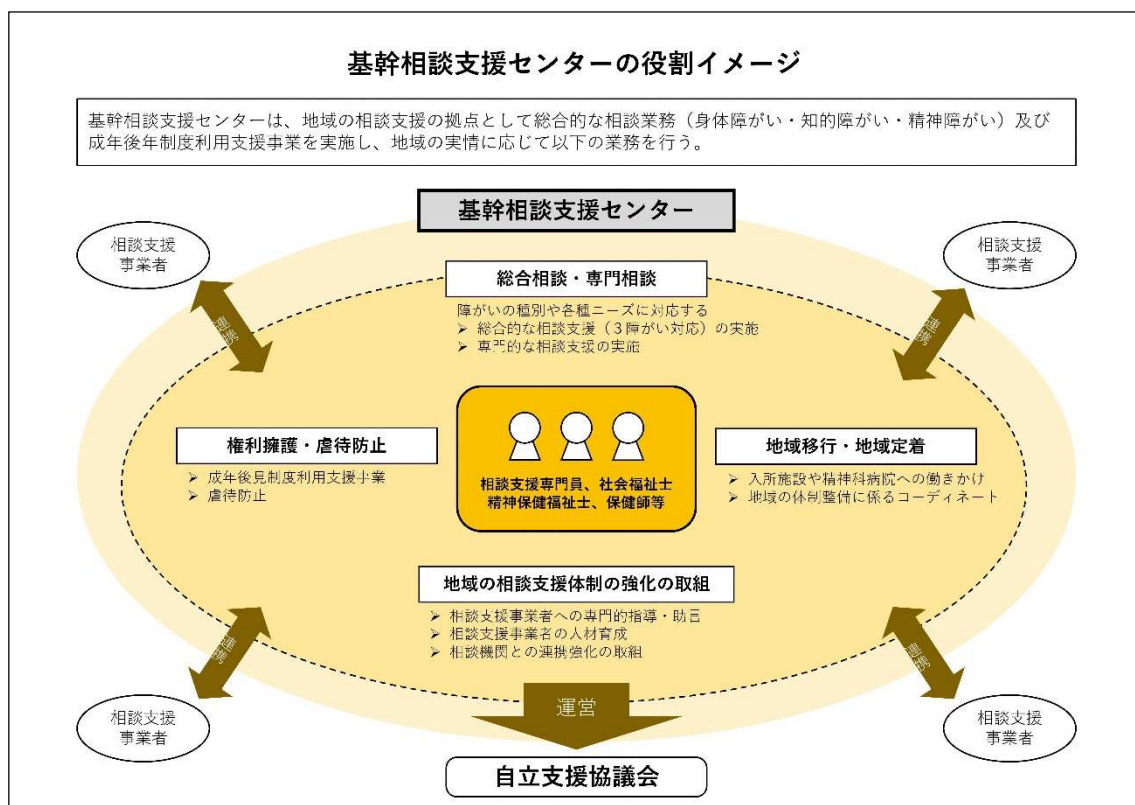 基幹相談支援センターの役割イメージ
基幹相談支援センターは、地域の相談支援の拠点として総合的な相談業務（身体障がい・知的障がい・精神障がい）及び
成年後年制度利用支援事業を実施し、地域の実情に応じて以下の業務を行う。
基幹相談支援センター
相談支援
事業者
相談支援
事業者
連携
連携
総合相談・専門相談
障がいの種別や各種ニーズに対応する
➢ 総合的な相談支援（３障がい対応）の実施
➢ 専門的な相談支援の実施
権利擁護・虐待防止
➢ 成年後見制度利用支援事業
➢ 虐待防止
相談支援専門員、社会福祉士
精神保健福祉士、保健師等
地域移行・地域定着
➢ 入所施設や精神科病院への働きかけ
➢ 地域の体制整備に係るコーディネート
地域の相談支援体制の強化の取組
➢ 相談支援事業者への専門的指導・助言
➢ 相談支援事業者の人材育成
➢ 相談機関との連携強化の取組
連携
連携
相談支援
事業者
相談支援
事業者
運営
自立支援協議会